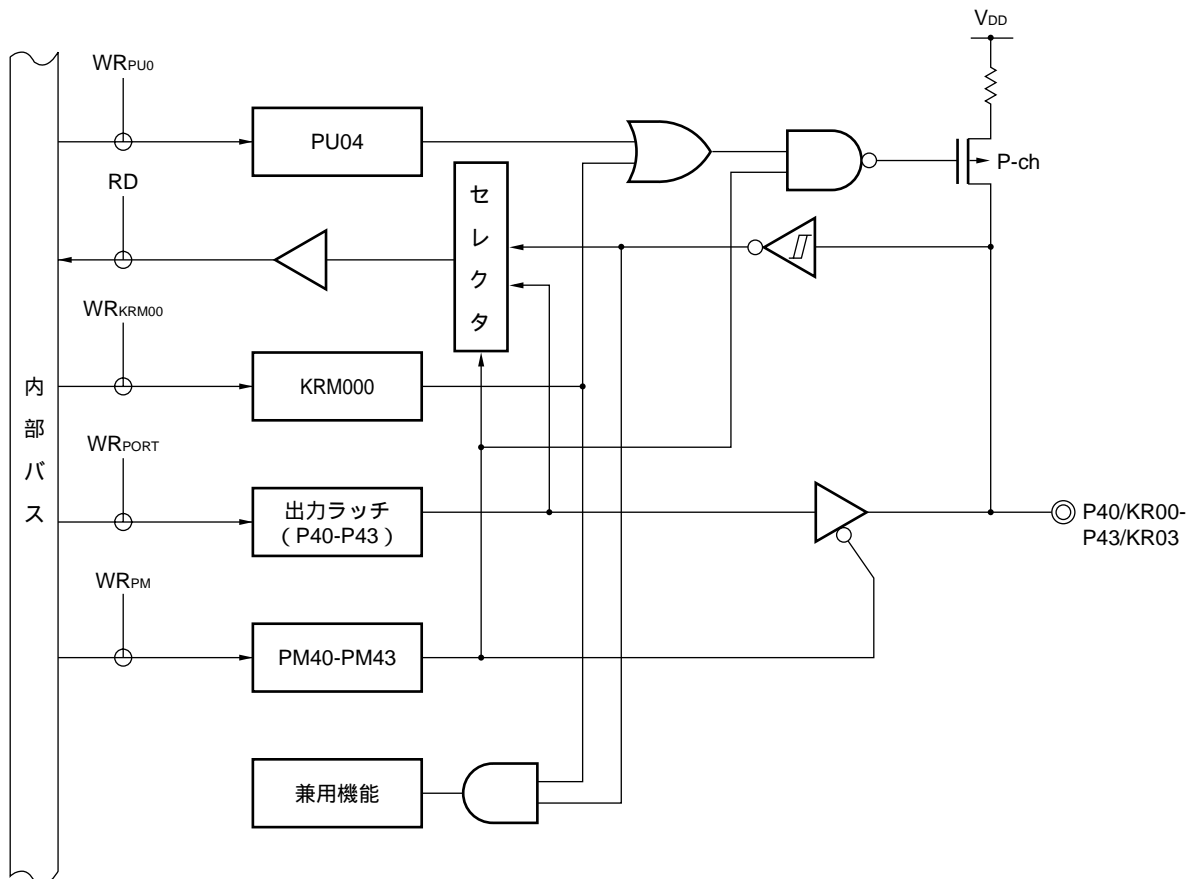 VDD
WRPU0
PU04
P-ch
RD
セレクタ
WRKRM00
KRM000
内部バス
WRPORT
出力ラッチ
（P40-P43）
P40/KR00-
P43/KR03
WRPM
PM40-PM43
兼用機能